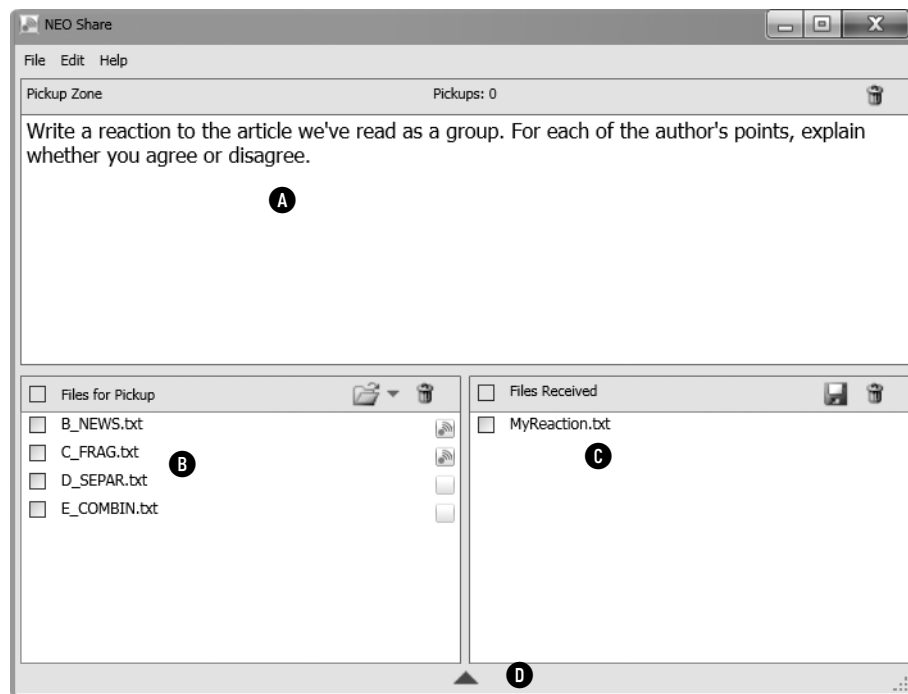 NEO Share
File Edit Help
Pickup Zone Pickups: 0
Write a reaction to the article we've read as a group. For each of the author's points, explain
whether you agree or disagree.
A
Files for Pickup
B_NEWS.txt
C_FRAG.txt
D_SEPAR.txt
E_COMBIN.txt
B
Files Received
MyReaction.txt
C
D